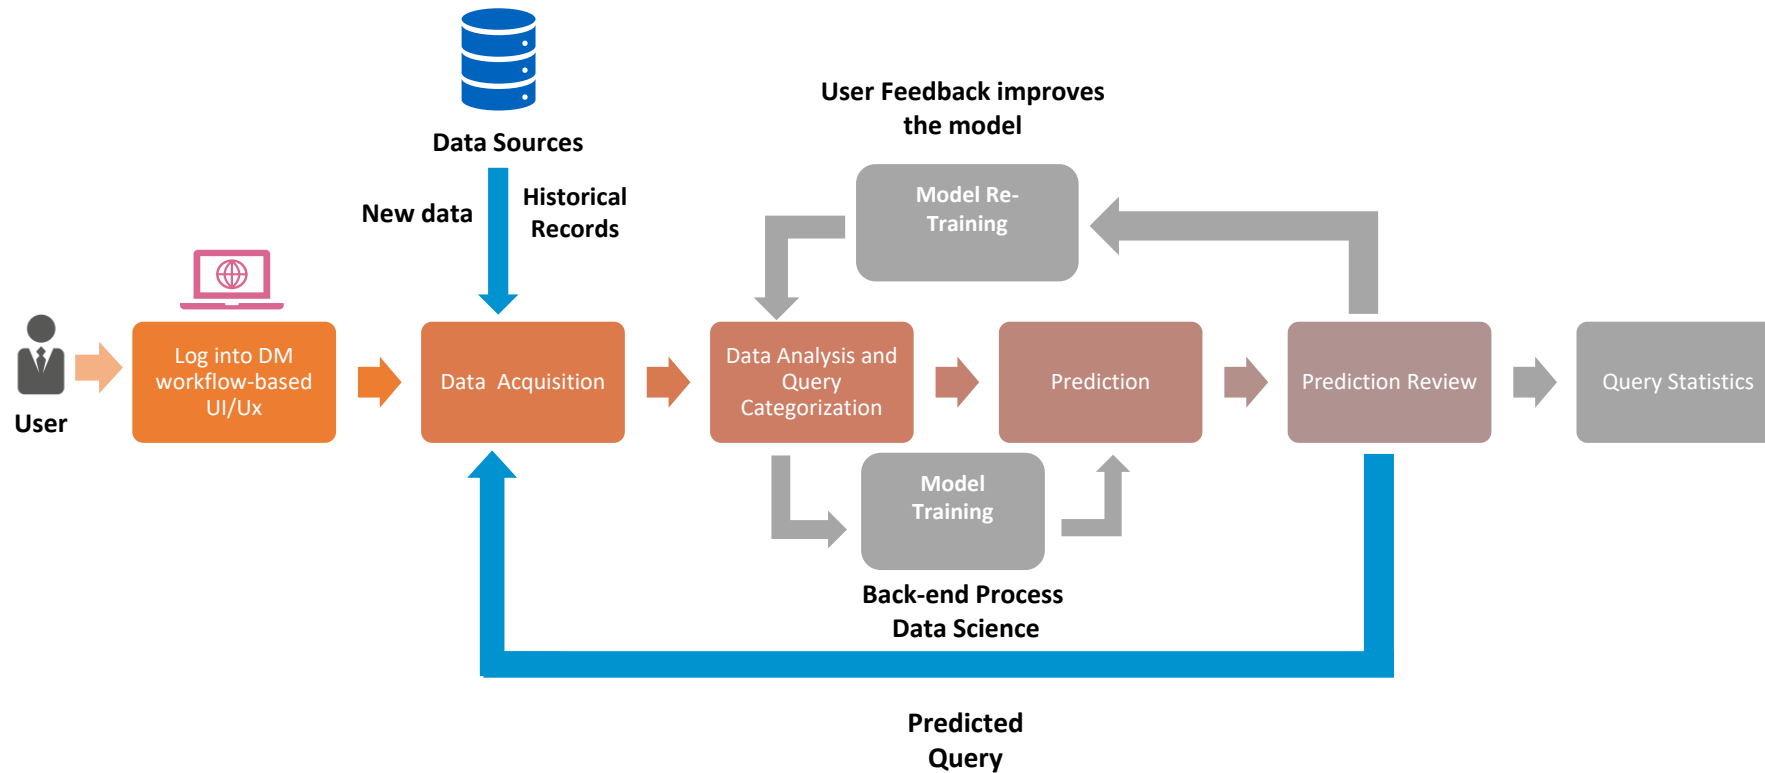 Data Sources
New data
Historical
Records
User Feedback improves
the model
Model Re-
Training
User
Log into DM
workflow-based
UI/Ux
Data  Acquisition
Data Analysis and
Query
Categorization
Prediction
Prediction Review
Query Statistics
Model
Training
Back-end Process
Data Science
Predicted
Query